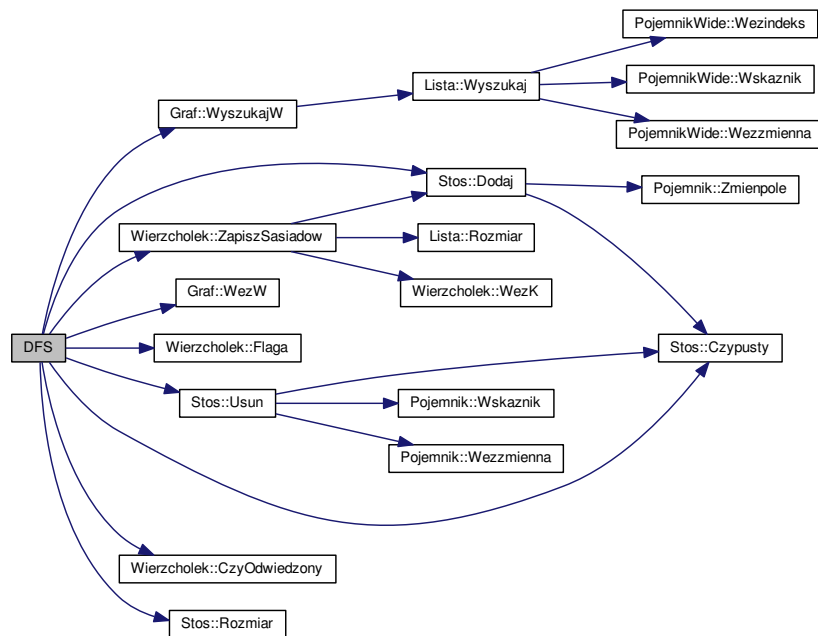 PojemnikWide::Wezindeks
Lista::Wyszukaj
PojemnikWide::Wskaznik
Graf::WyszukajW
PojemnikWide::Wezzmienna
Stos::Dodaj
Pojemnik::Zmienpole
Wierzcholek::ZapiszSasiadow
Lista::Rozmiar
Graf::WezW
Wierzcholek::WezK
DFS
Wierzcholek::Flaga
Stos::Czypusty
Stos::Usun
Pojemnik::Wskaznik
Pojemnik::Wezzmienna
Wierzcholek::CzyOdwiedzony
Stos::Rozmiar